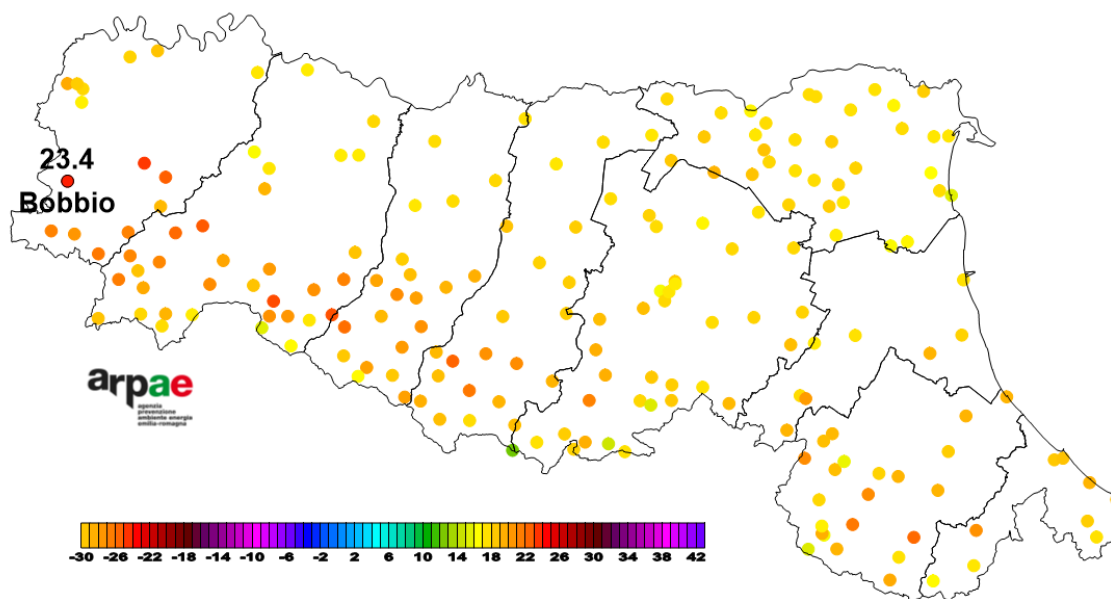 23.4
Bobbio
arpae
agenzia
prevenzione
ambiente energia
emilia-romagna
-30 -26 -22 -18 -14 -10 -6 -2 2 6 10 14 18 22 26 30 34 38 42